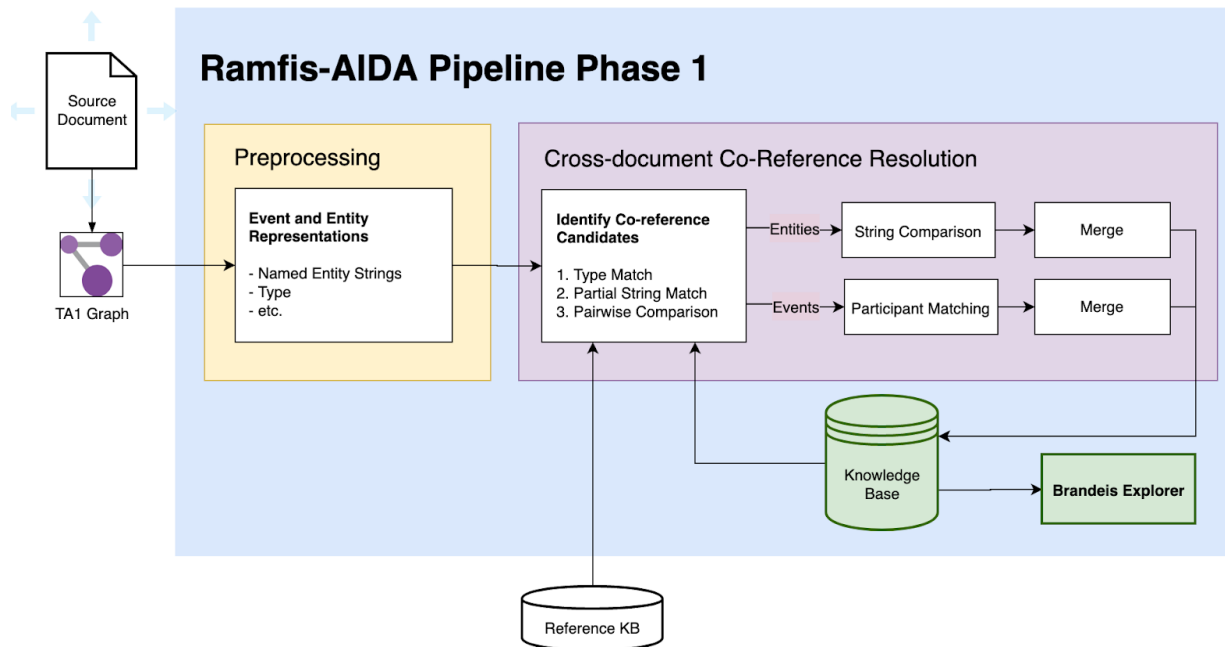 Ramfis-AIDA Pipeline Phase 1
Source
Document
TA1 Graph
Preprocessing
Event and Entity
Representations
- Named Entity Strings
- Type
- etc.
Cross-document Co-Reference Resolution
Identify Co-reference
Candidates
1. Type Match
2. Partial String Match
3. Pairwise Comparison
Entities
String Comparison
Merge
Events
Participant Matching
Merge
Knowledge
Base
Brandeis Explorer
Reference KB